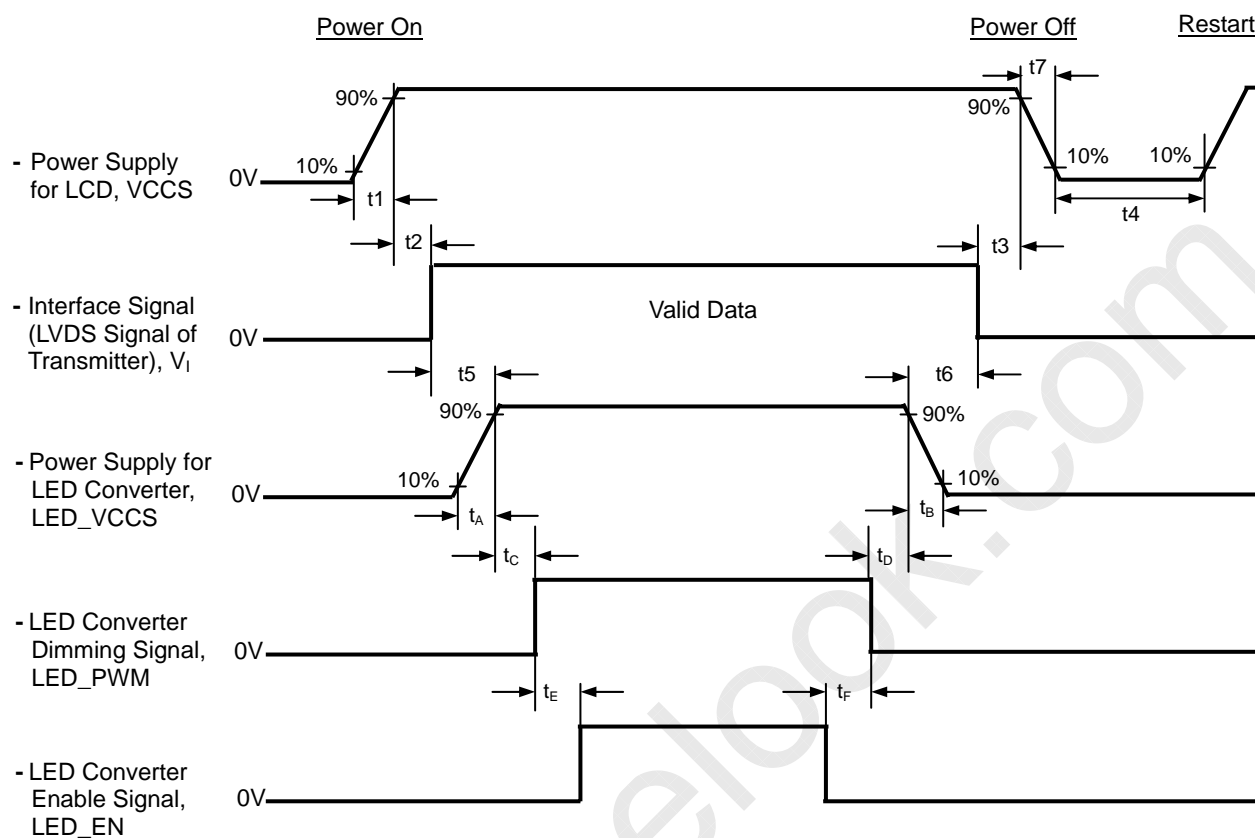 Power On
Power Off
Restart
t7
90%
90%
- Power Supply
for LCD, VCCS
0V
10%
10%
10%
t1
t4
t2
t3
- Interface Signal
(LVDS Signal of
Transmitter), VI
0V
Valid Data
t5
t6
90%
90%
- Power Supply for
LED Converter,
LED_VCCS
0V
10%
10%
tA
tB
tC
tD
- LED Converter
Dimming Signal,
LED_PWM
0V
tE
tF
- LED Converter
Enable Signal,
LED_EN
0V
elook.com